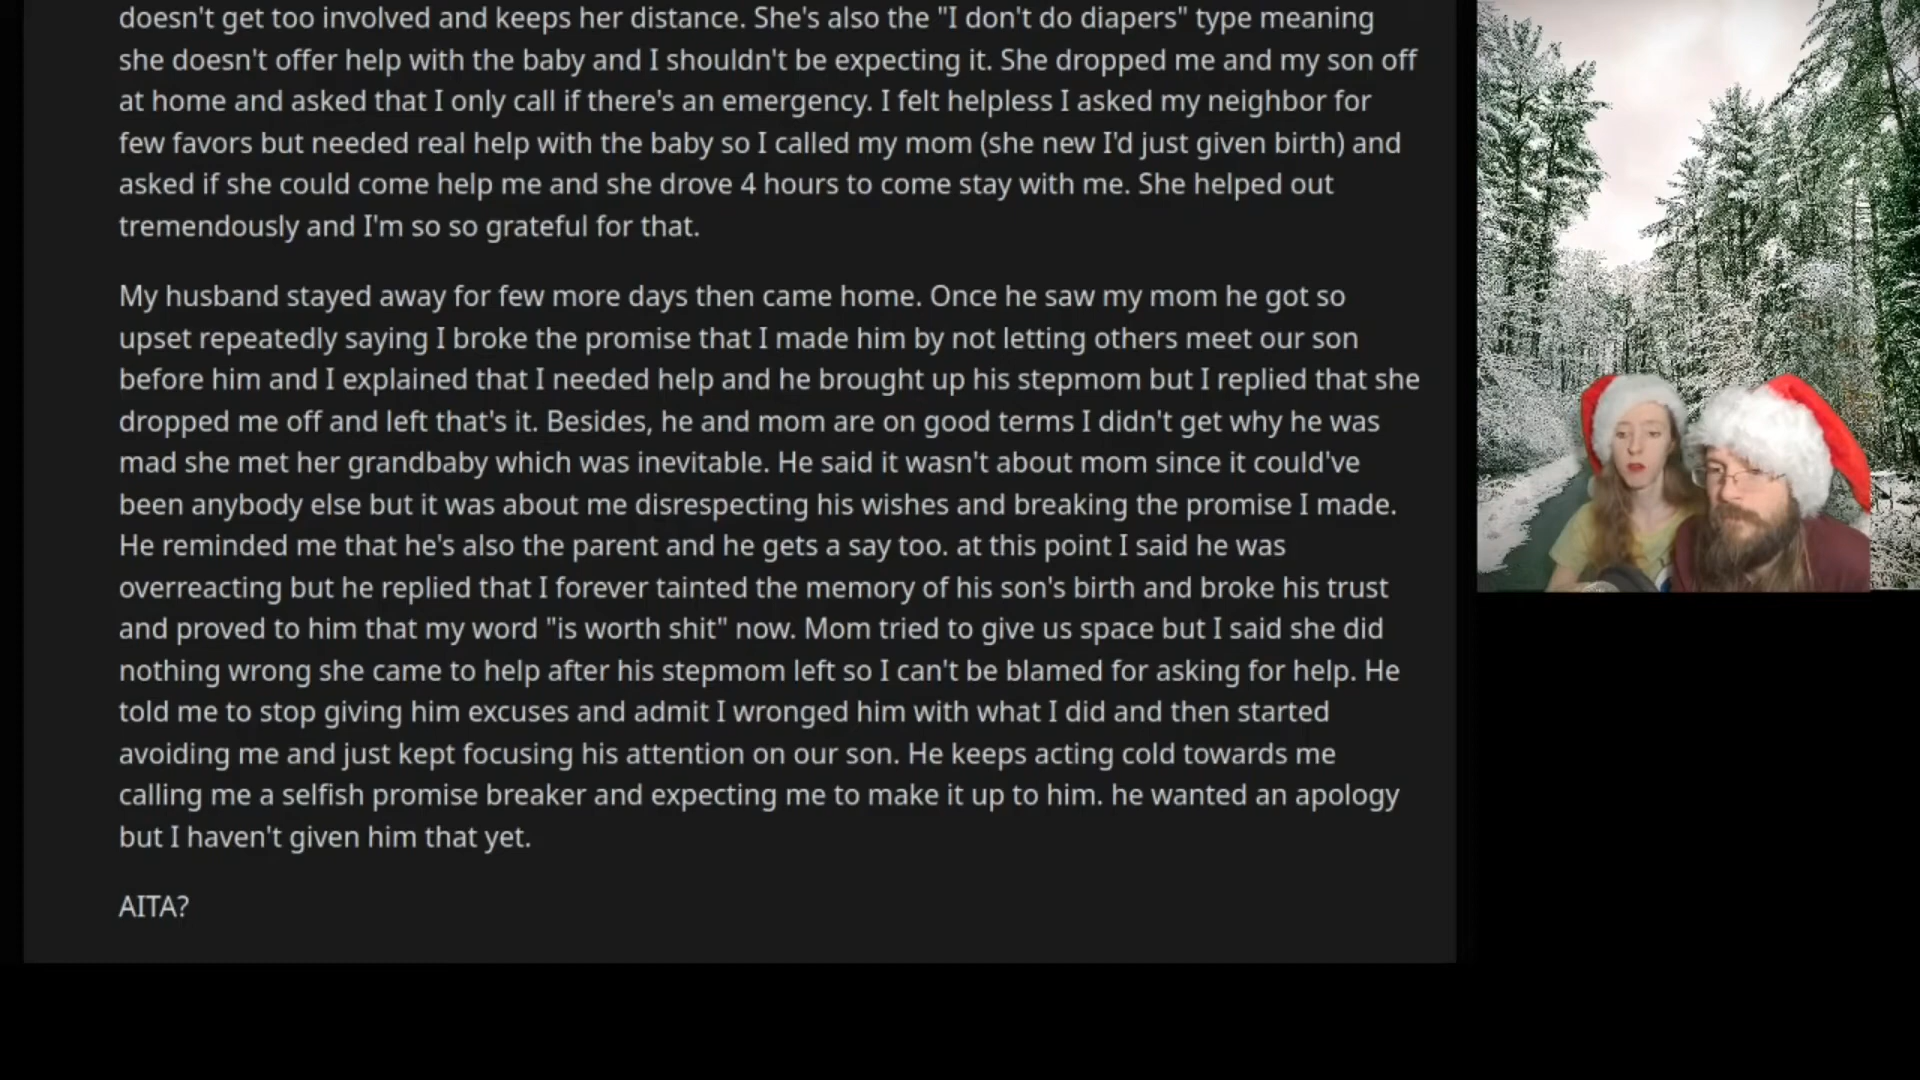 doesn't get too involved and keeps her distance. She's also the "I don't do diapers" type meaning
she doesn't offer help with the baby and I shouldn't be expecting it. She dropped me and my son off
at home and asked that I only call if there's an emergency. I felt helpless I asked my neighbor for
few favors but needed real help with the baby so I called my mom (she new I'd just given birth) and
asked if she could come help me and she drove 4 hours to come stay with me. She helped out
tremendously and I'm so so grateful for that.
My husband stayed away for few more days then came home. Once he saw my mom he got so
upset repeatedly saying I broke the promise that I made him by not letting others meet our son
before him and I explained that I needed help and he brought up his stepmom but I replied that she
dropped me off and left that's it. Besides, he and mom are on good terms I didn't get why he was
mad she met her grandbaby which was inevitable. He said it wasn't about mom since it could've
been anybody else but it was about me disrespecting his wishes and breaking the promise I made.
He reminded me that he's also the parent and he gets a say too. at this point I said he was
overreacting but he replied that I forever tainted the memory of his son's birth and broke his trust
and proved to him that my word "is worth shit" now. Mom tried to give us space but I said she did
nothing wrong she came to help after his stepmom left so I can't be blamed for asking for help. He
told me to stop giving him excuses and admit I wronged him with what I did and then started
avoiding me and just kept focusing his attention on our son. He keeps acting cold towards me
calling me a selfish promise breaker and expecting me to make it up to him. he wanted an apology
but I haven't given him that yet.
AITA?